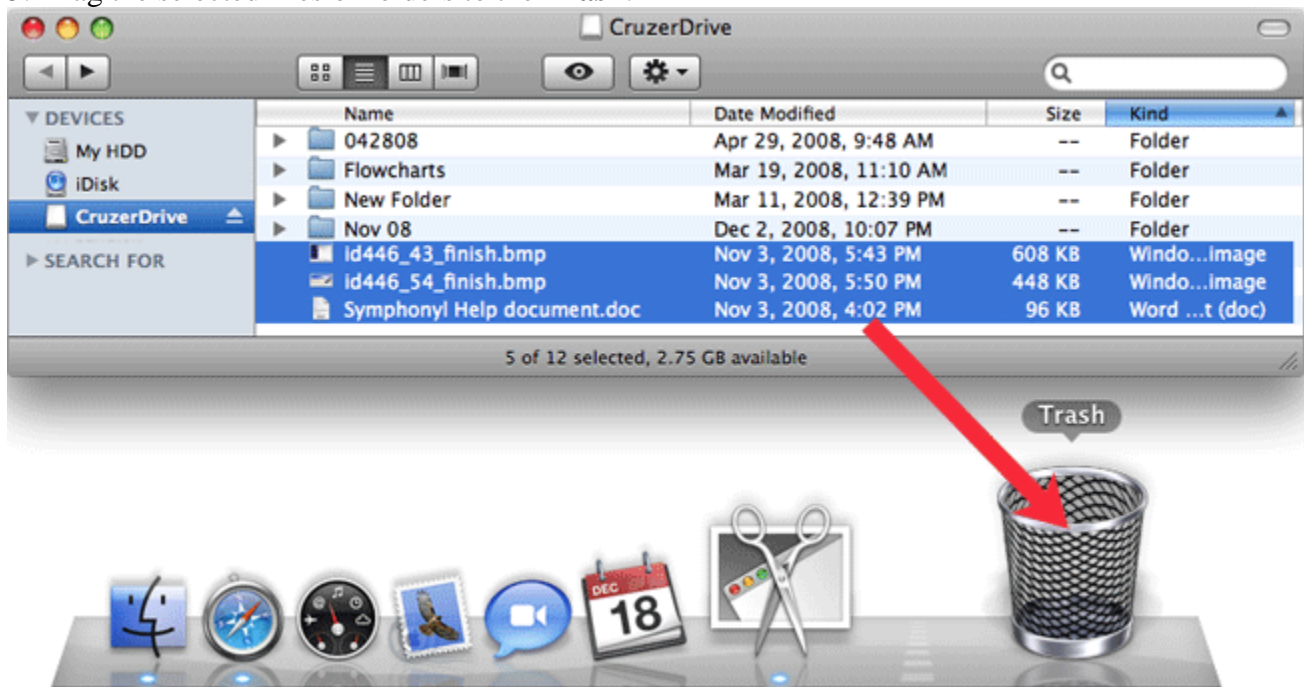 CruzerDrive
DEVICES
My HDD
iDisk
CruzerDrive
SEARCH FOR
Name Date Modified Size Kind
042808 Apr 29, 2008, 9:48 AM -- Folder
Flowcharts Mar 19, 2008, 11:10 AM -- Folder
New Folder Mar 11, 2008, 12:39 PM -- Folder
Nov 08 Dec 2, 2008, 10:07 PM -- Folder
id446_43_finish.bmp Nov 3, 2008, 5:43 PM 608 KB Windo...image
id446_54_finish.bmp Nov 3, 2008, 5:50 PM 448 KB Windo...image
Symphonyl Help document.doc Nov 3, 2008, 4:02 PM 96 KB Word ...t (doc)
5 of 12 selected, 2.75 GB available
Trash
DEC
18